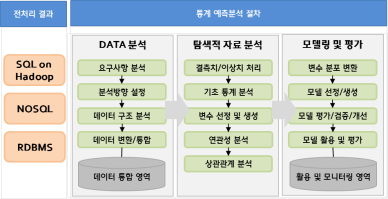 전처리 결과
통계 예측분석 절차
SQL on
Hadoop
NOSQL
RDBMS
DATA 분석
요구사항 분석
분석방향 설정
데이터 구조 분석
데이터 변환/통합
데이터 통합 영역
탐색적 자료 분석
결측치/이상치 처리
기초 통계 분석
변수 선정 및 생성
연관성 분석
상관관계 분석
모델링 및 평가
변수 분포 변환
모델 선정/생성
모델 평가/검증/개선
모델 활용 및 평가
활용 및 모니터링 영역